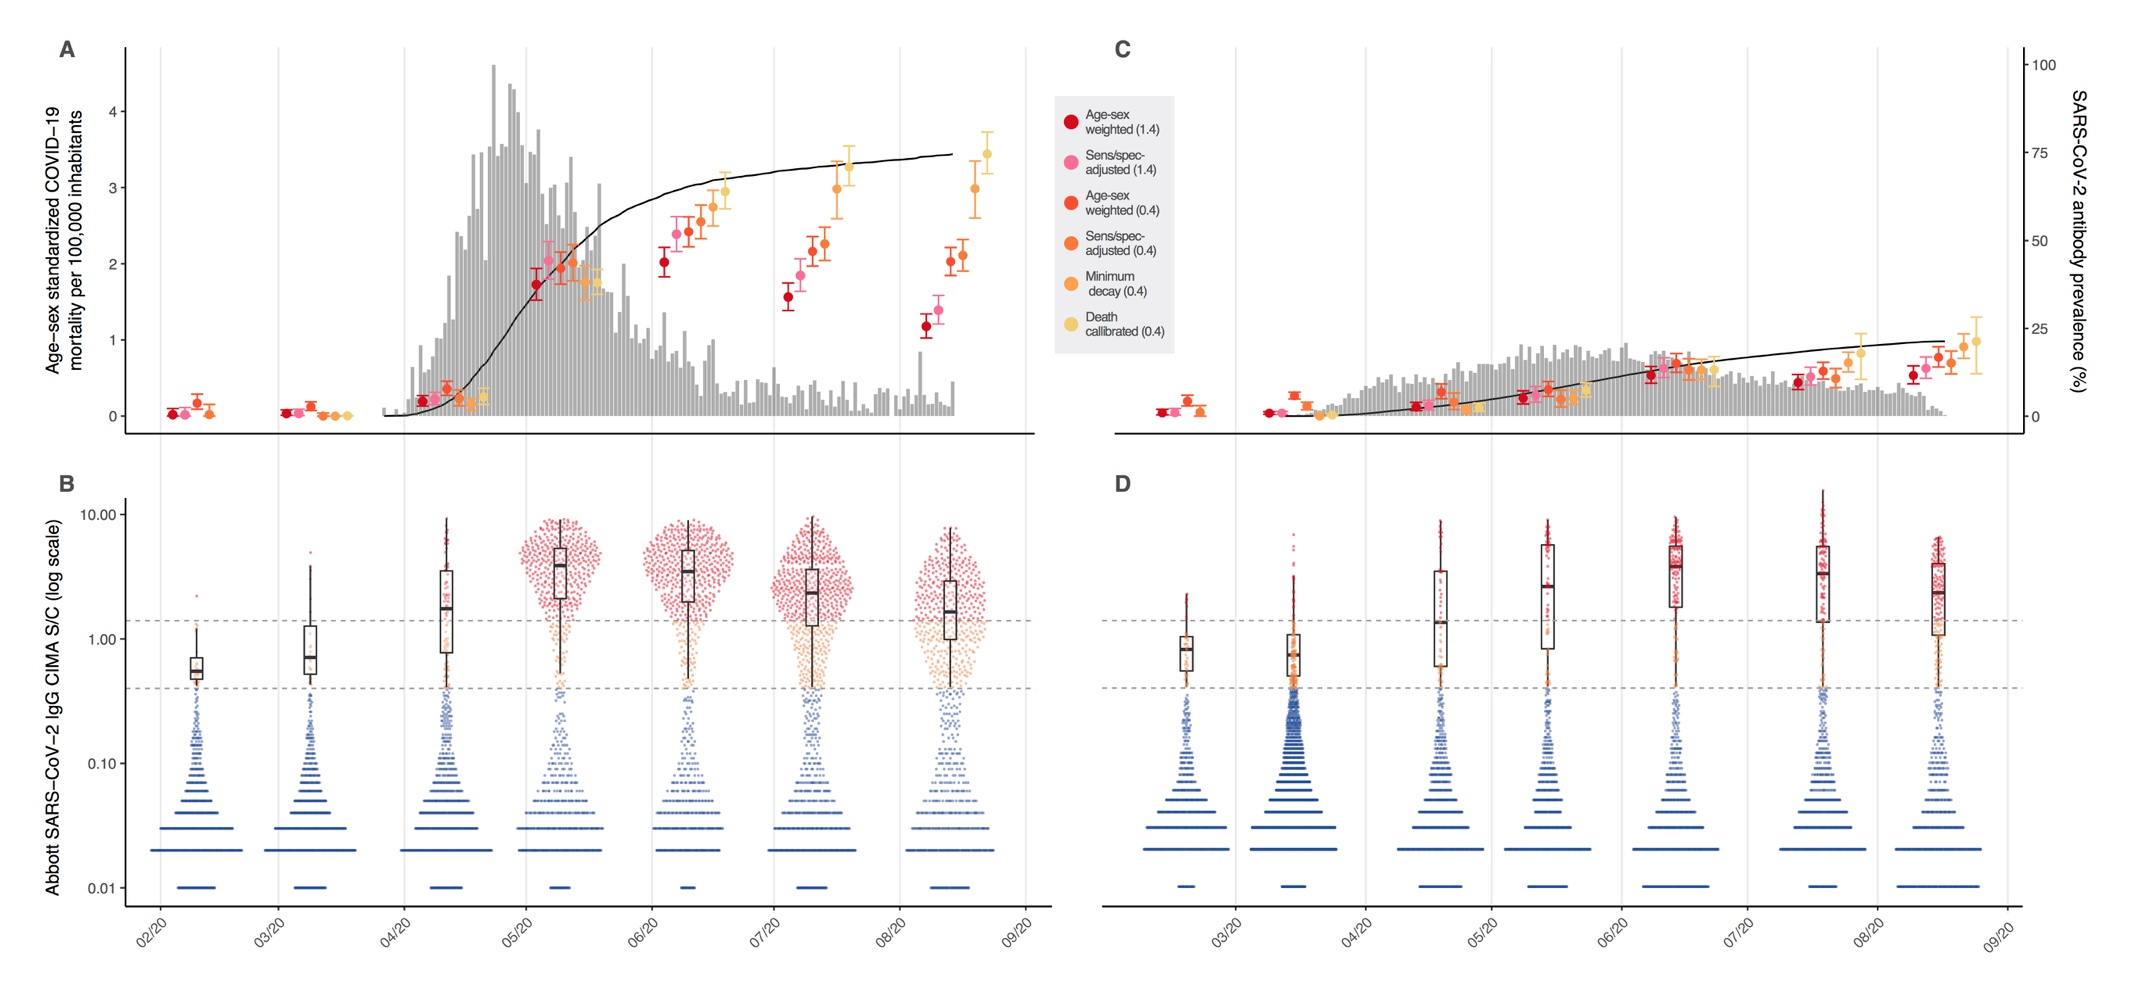 A
C
Age−sex standardized COVID−19
mortality per 100,000 inhabitants
4
3
2
1
0
Age-sex
weighted (1.4)
Sens/spec-
adjusted (1.4)
Age-sex
weighted (0.4)
Sens/spec-
adjusted (0.4)
Minimum
decay (0.4)
Death
callibrated (0.4)
100
75
50
25
0
SARS-CoV-2 antibody prevalence (%)
B
D
Abbott SARS−CoV−2 IgG CIMA S/C (log scale)
10.00
1.00
0.10
0.01
02/20
03/20
04/20
05/20
06/20
07/20
08/20
09/20
03/20
04/20
05/20
06/20
07/20
08/20
09/20